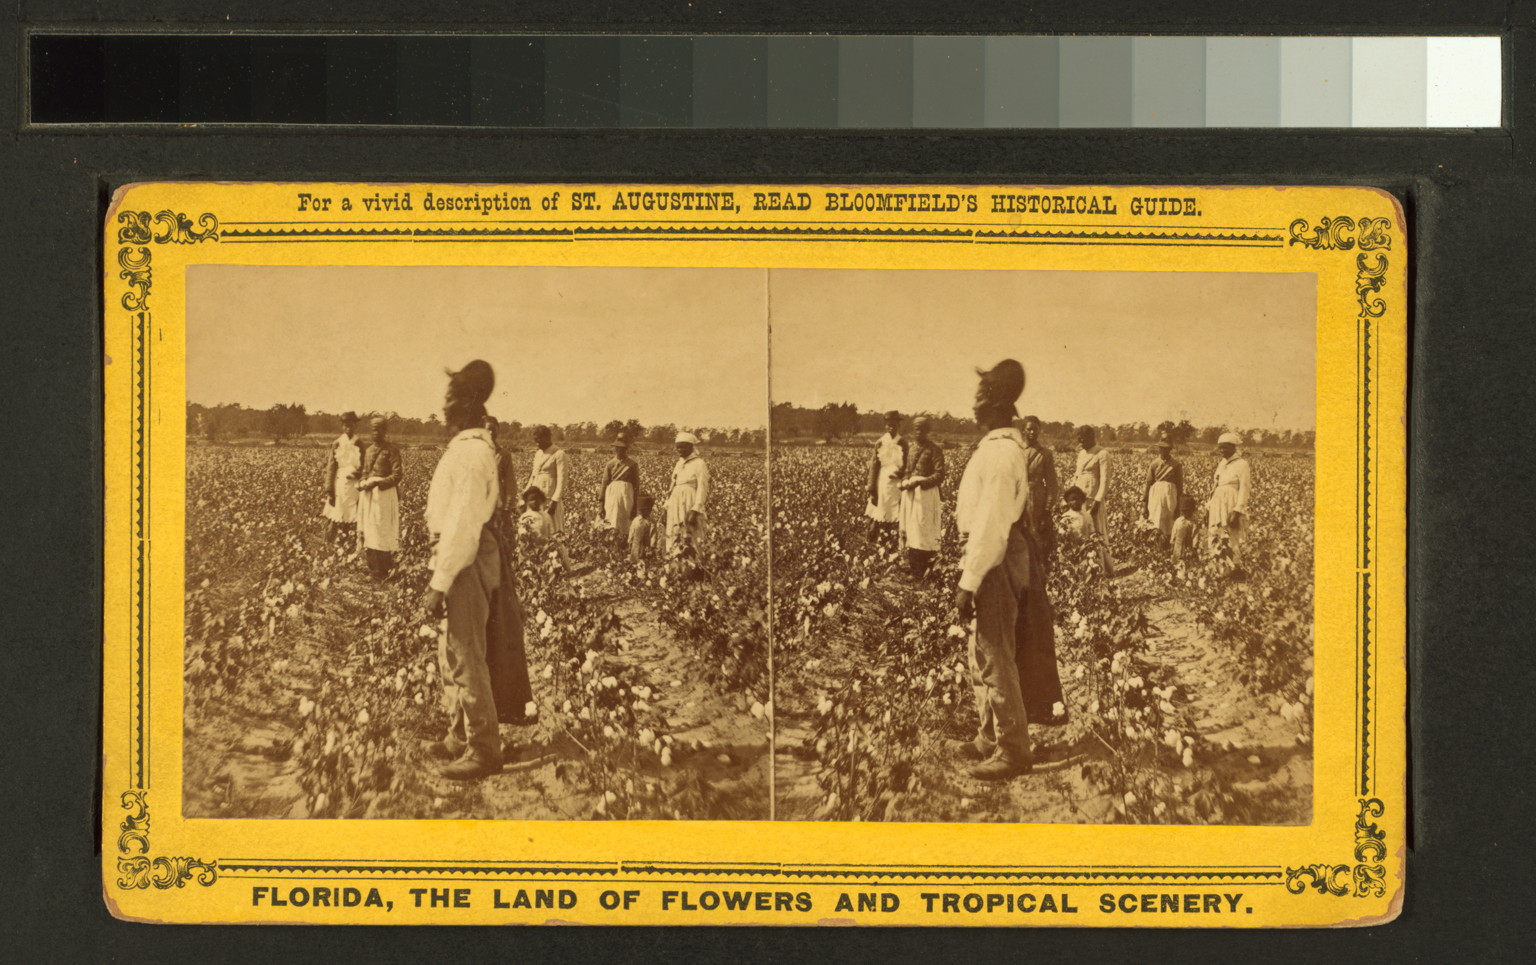 For a vivid description of ST. AUGUSTINE, READ BLOOMFIELD'S HISTORICAL GUIDE.
FLORIDA, THE LAND OF FLOWERS AND TROPICAL SCENERY.